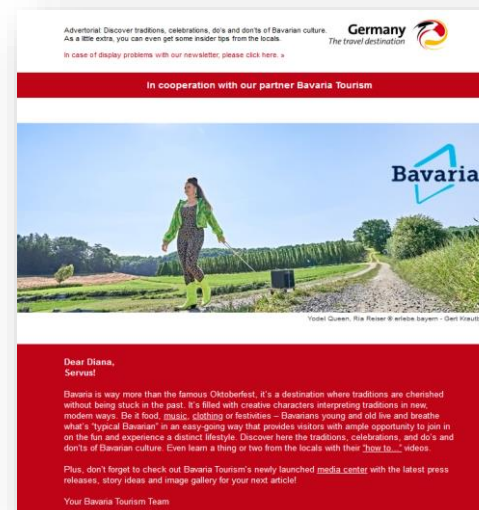 Advertorial: Discover traditions, celebrations, do's and don'ts of Bavarian culture.
As a little extra, you can even get some insider tips from the locals.
In case of display problems with our newsletter, please click here. »
Germany
The travel destination
In cooperation with our partner Bavaria Tourism
Bavaria
Yodel Queen, Ria Reiser © erlebe.bayern - Gert Krautb
Dear Diana,
Servus!
Bavaria is way more than the famous Oktoberfest, it's a destination where traditions are cherished
without being stuck in the past. It's filled with creative characters interpreting traditions in new,
modern ways. Be it food, music, clothing or festivities – Bavarians young and old live and breathe
what's "typical Bavarian" in an easy-going way that provides visitors with ample opportunity to join in
on the fun and experience a distinct lifestyle. Discover here the traditions, celebrations, and do's and
don'ts of Bavarian culture. Even learn a thing or two from the locals with their "how to..." videos.
Plus, don't forget to check out Bavaria Tourism's newly launched media center with the latest press
releases, story ideas and image gallery for your next article!
Your Bavaria Tourism Team